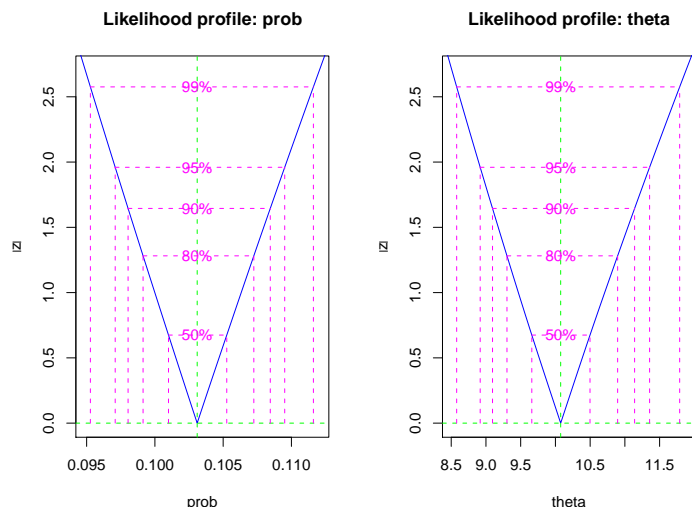 Likelihood profile: prob
2.5
2.0
1.5
1.0
0.5
0.0
|z|
99%
95%
90%
80%
50%
0.095 0.100 0.105 0.110
prob
Likelihood profile: theta
2.5
2.0
1.5
1.0
0.5
0.0
|z|
99%
95%
90%
80%
50%
8.5 9.0 9.5 10.5 11.5
theta